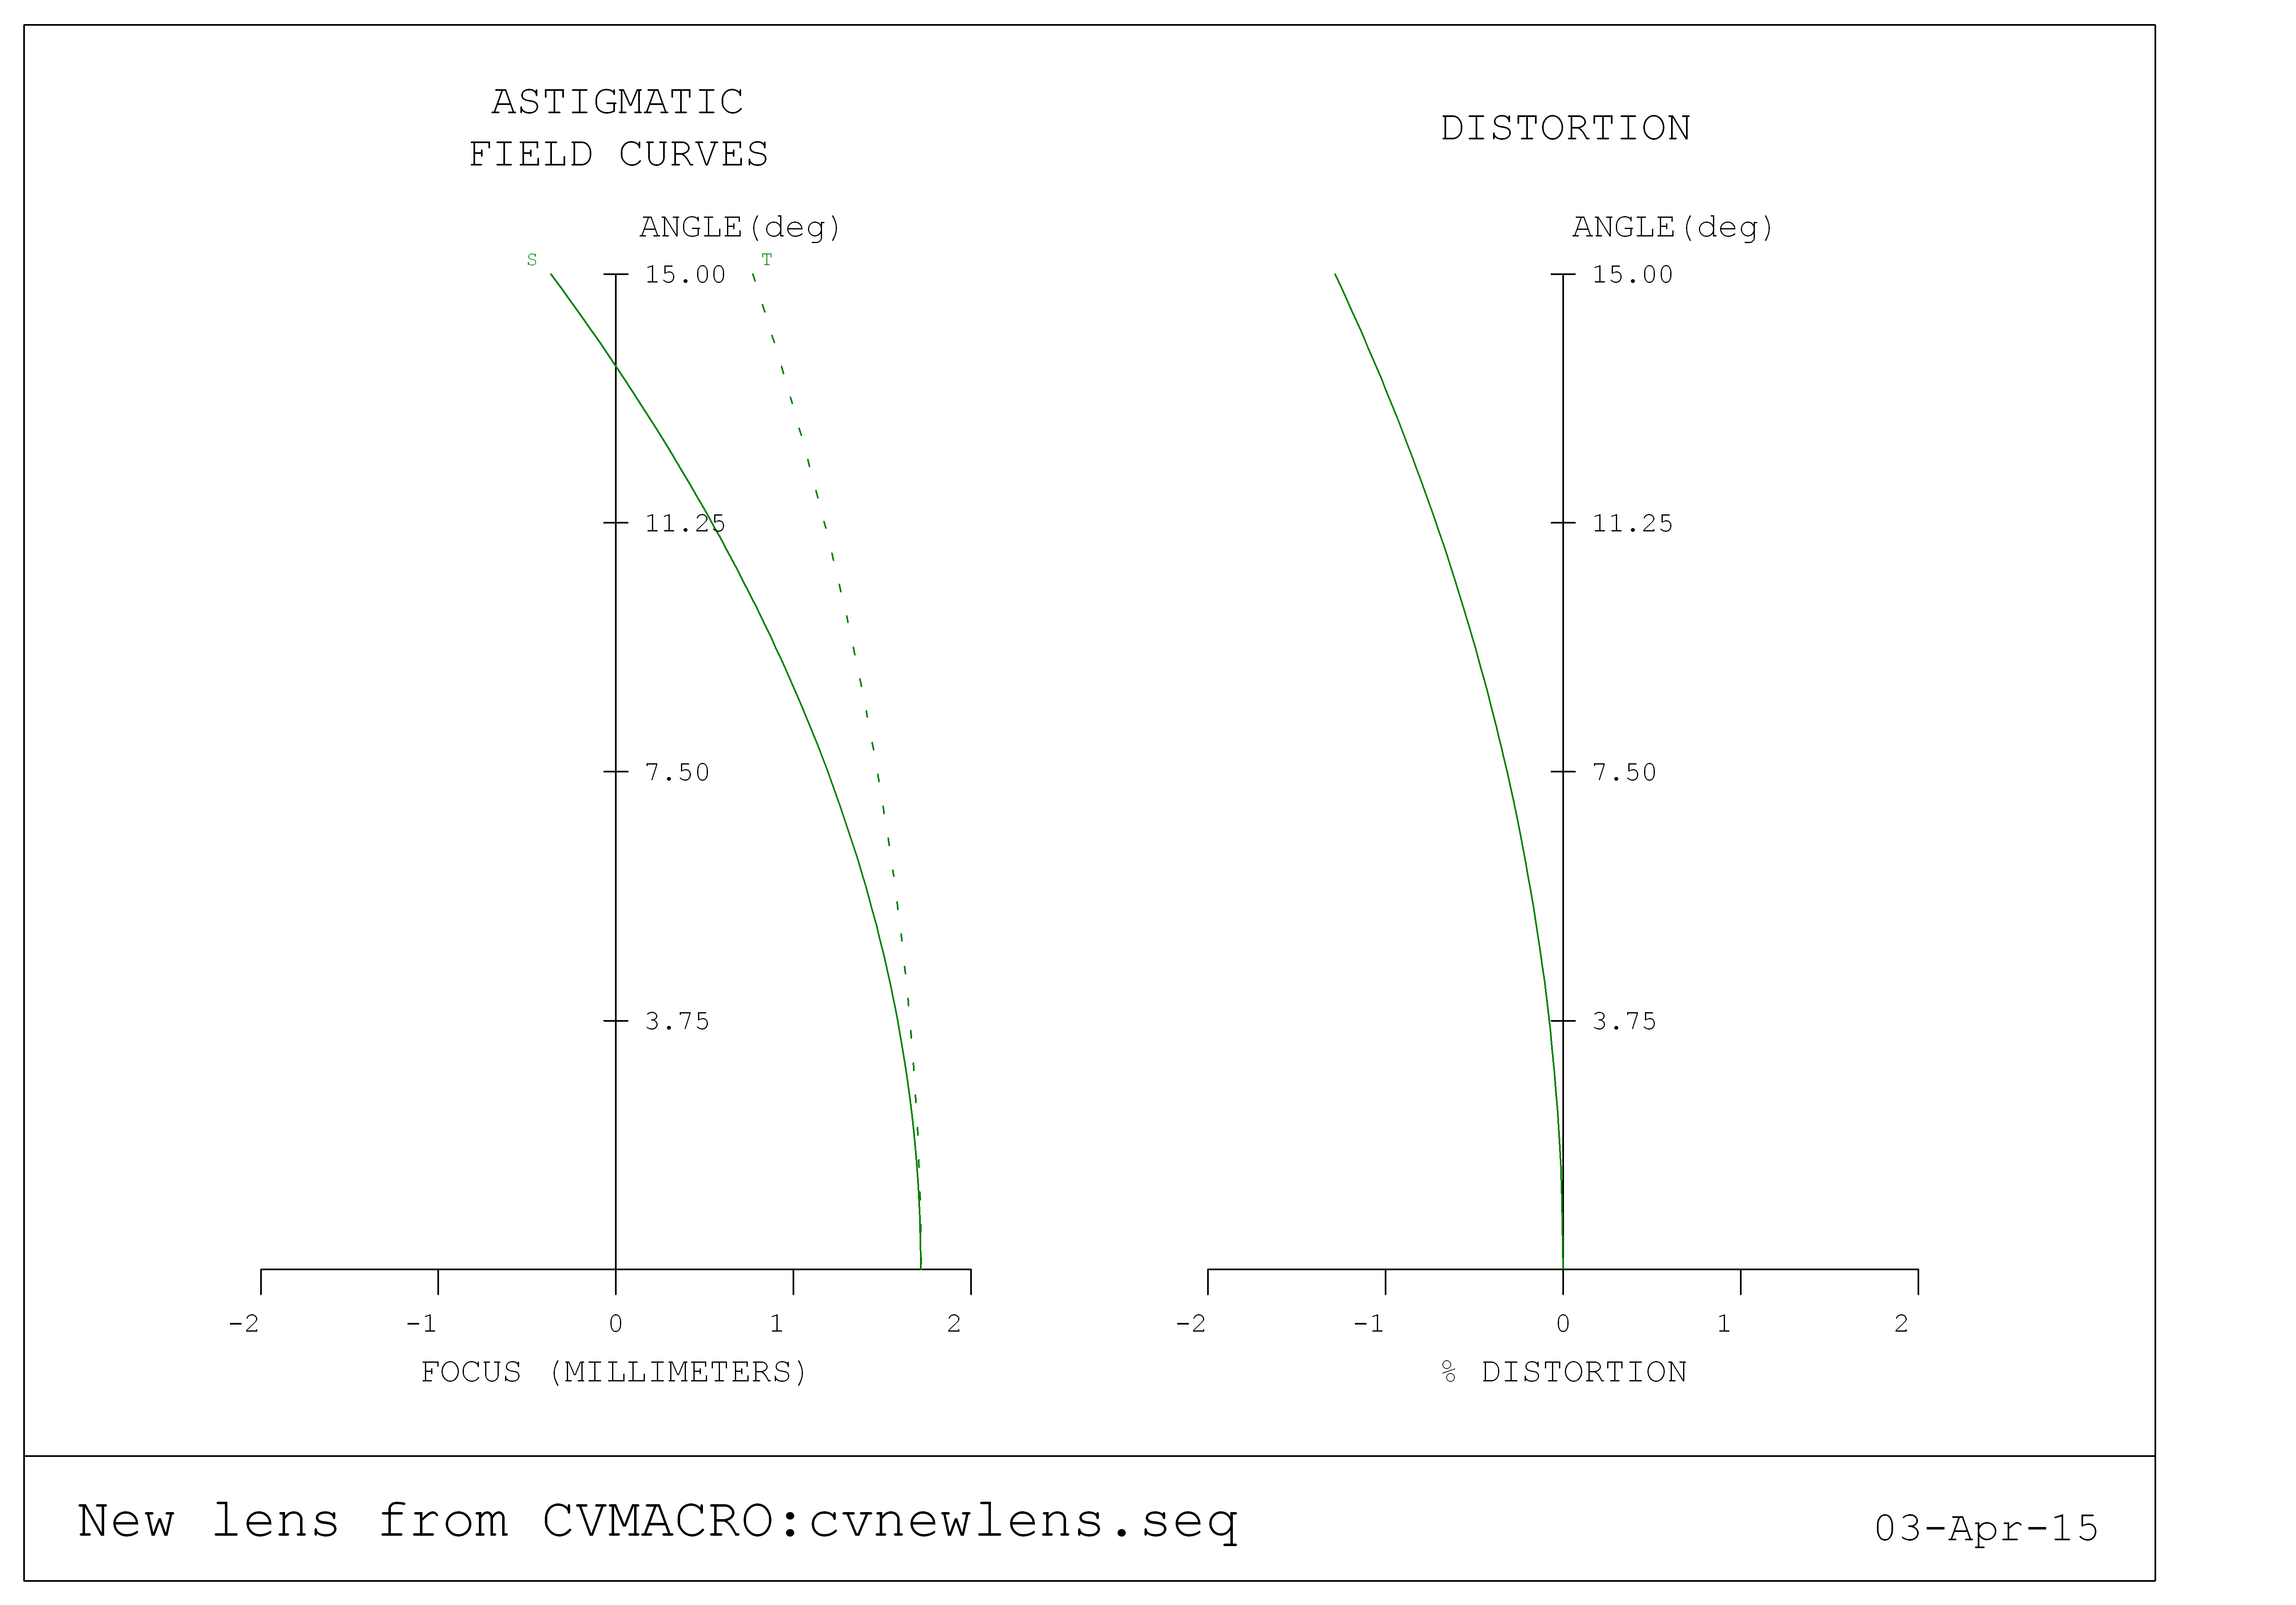 ASTIGMATIC
FIELD CURVES
ANGLE(deg)
S
T
15.00
11.25
7.50
3.75
-2 -1 0 1 2
FOCUS (MILLIMETERS)
DISTORTION
ANGLE(deg)
15.00
11.25
7.50
3.75
-2 -1 0 1 2
% DISTORTION
New lens from CVMACRO:cvnewlens.seq
03-Apr-15